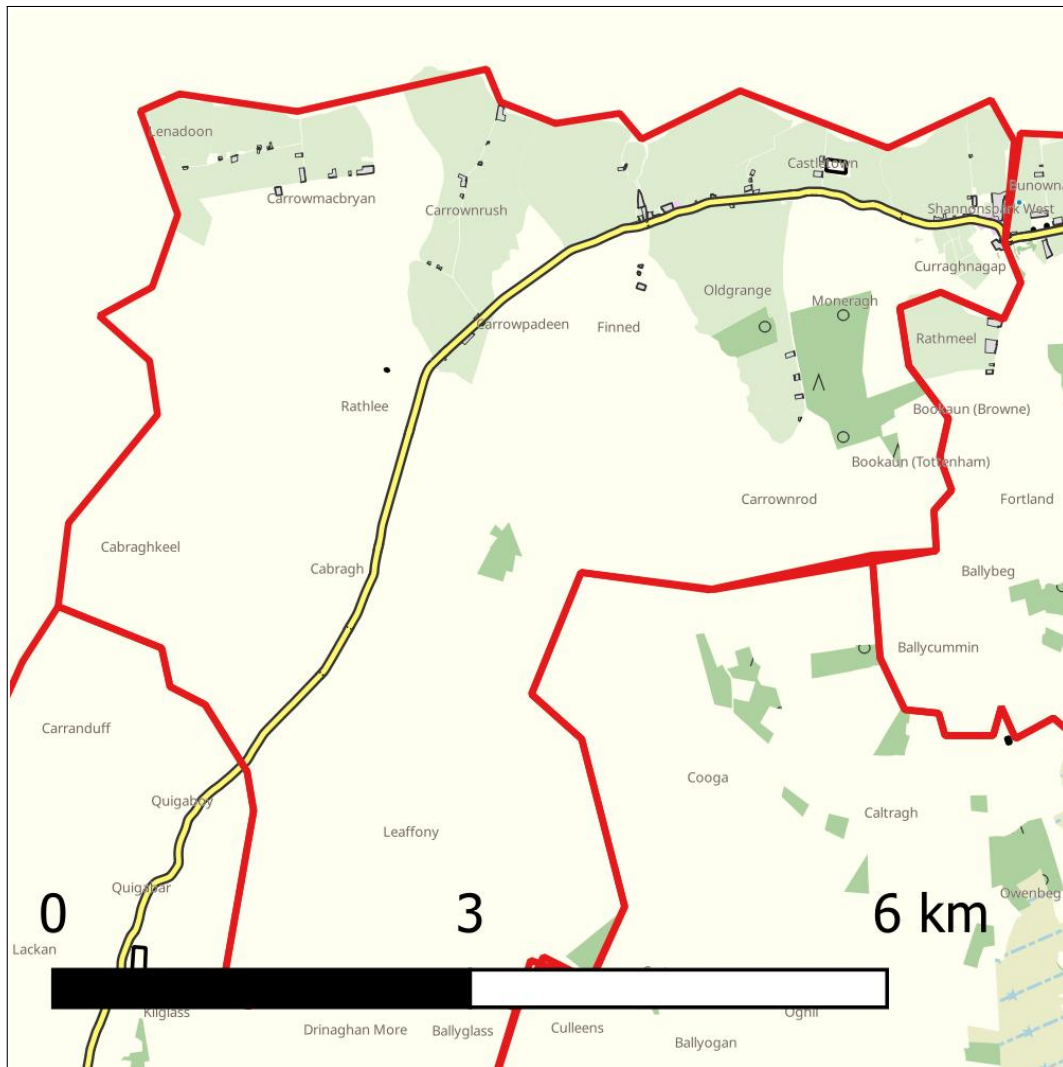 Lenadoon
Castletown
Bunown
Carrowmacbryan
Carrownrush
Shannonspark West
Curraghnagap
Oldgrange
Moneragh
Carrowpadeen
Finned
Rathmeel
Rathlee
Bookaun (Browne)
Bookaun (Tottenham)
Carrownrod
Fortland
Cabraghkeel
Cabragh
Ballybeg
Ballycummin
Carranduff
Cooga
Quigaboy
Caltragh
Leaffony
Quigabar
Owenbeg
0 3 6 km
Lackan
Kilglass
Oghil
Drinaghan More
Ballyglass
Culleens
Ballyogan